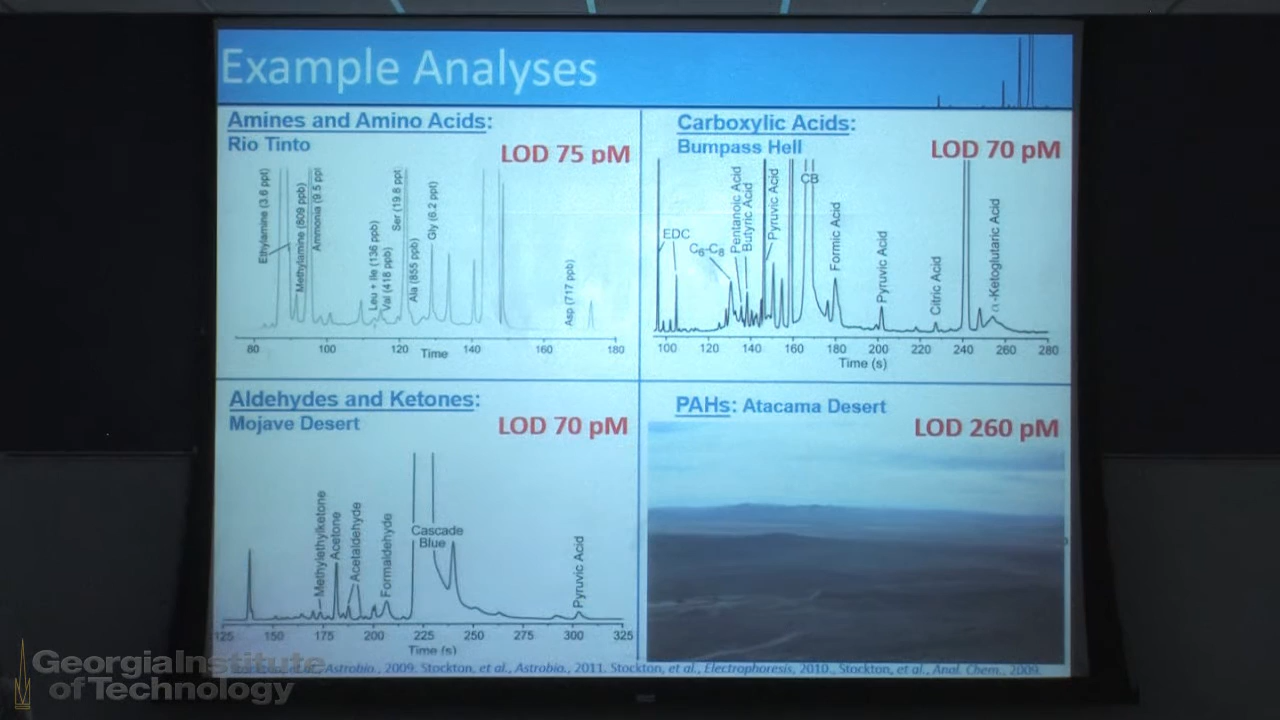 Example Analyses
Amines and Amino Acids:
Rio Tinto
LOD 75 pM
Ethylamine (3.6 ppt)
Methylamine (809 ppb)
Ammonia (9.5 pp
Leu + Ile (136 ppb)
Val (418 ppb)
Ser (19.8 ppt)
Ala (855 ppb)
Gly (6.2 ppt)
Asp (717 ppb)
80 100 120 140 160 180
Time
Carboxylic Acids:
Bumpass Hell
LOD 70 pM
EDC
C6-C8
Pentanoic Acid
Butyric Acid
Pyruvic Acid
CB
Formic Acid
Pyruvic Acid
Citric Acid
α-Ketoglutaric Acid
100 120 140 160 180 200 220 240 260 280
Time (s)
Aldehydes and Ketones:
Mojave Desert
LOD 70 pM
Methylethylketone
Acetone
Acetaldehyde
Formaldehyde
Cascade
Blue
Pyruvic Acid
125 150 175 200 225 250 275 300 325
Time (s)
PAHs: Atacama Desert
LOD 260 pM
Astrobio., 2009. Stockton, et al., Astrobio., 2011. Stockton, et al., Electrophoresis, 2010. Stockton, et al., Anal. Chem., 2009.
Georgia Institute
of Technology